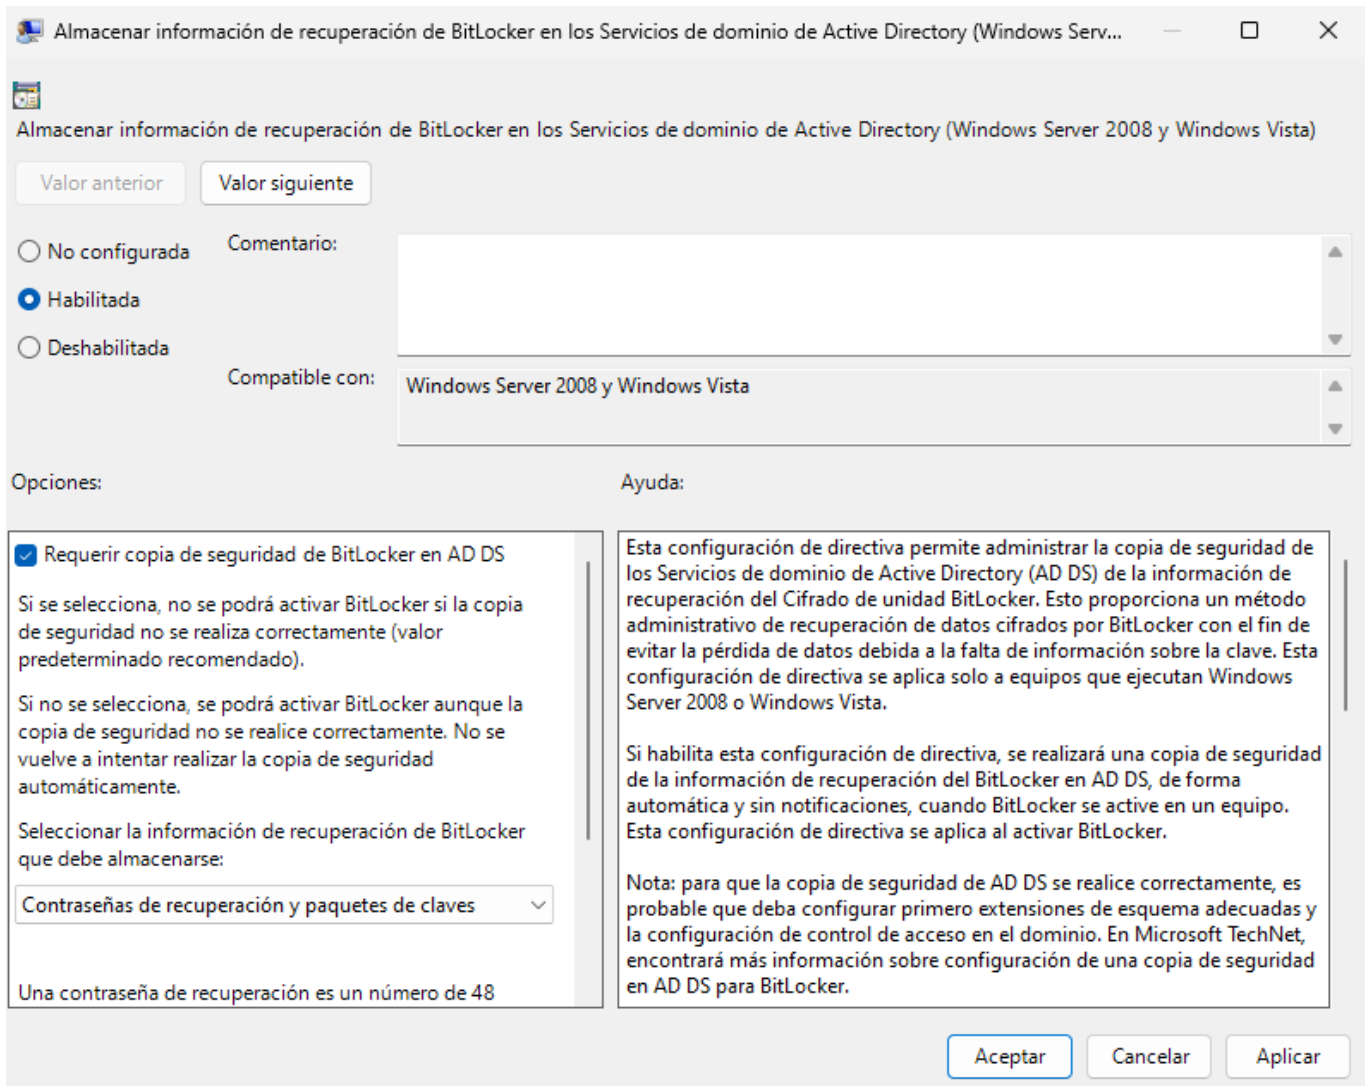 Almacenar información de recuperación de BitLocker en los Servicios de dominio de Active Directory (Windows Serv...
Almacenar información de recuperación de BitLocker en los Servicios de dominio de Active Directory (Windows Server 2008 y Windows Vista)
Valor anterior
Valor siguiente
No configurada
Habilitada
Deshabilitada
Comentario:
Compatible con:
Windows Server 2008 y Windows Vista
Opciones:
Requerir copia de seguridad de BitLocker en AD DS
Si se selecciona, no se podrá activar BitLocker si la copia
de seguridad no se realiza correctamente (valor
predeterminado recomendado).
Si no se selecciona, se podrá activar BitLocker aunque la
copia de seguridad no se realice correctamente. No se
vuelve a intentar realizar la copia de seguridad
automáticamente.
Seleccionar la información de recuperación de BitLocker
que debe almacenarse:
Contraseñas de recuperación y paquetes de claves
Una contraseña de recuperación es un número de 48
Ayuda:
Esta configuración de directiva permite administrar la copia de seguridad de
los Servicios de dominio de Active Directory (AD DS) de la información de
recuperación del Cifrado de unidad BitLocker. Esto proporciona un método
administrativo de recuperación de datos cifrados por BitLocker con el fin de
evitar la pérdida de datos debida a la falta de información sobre la clave. Esta
configuración de directiva se aplica solo a equipos que ejecutan Windows
Server 2008 o Windows Vista.
Si habilita esta configuración de directiva, se realizará una copia de seguridad
de la información de recuperación del BitLocker en AD DS, de forma
automática y sin notificaciones, cuando BitLocker se active en un equipo.
Esta configuración de directiva se aplica al activar BitLocker.
Nota: para que la copia de seguridad de AD DS se realice correctamente, es
probable que deba configurar primero extensiones de esquema adecuadas y
la configuración de control de acceso en el dominio. En Microsoft TechNet,
encontrará más información sobre configuración de una copia de seguridad
en AD DS para BitLocker.
Aceptar
Cancelar
Aplicar